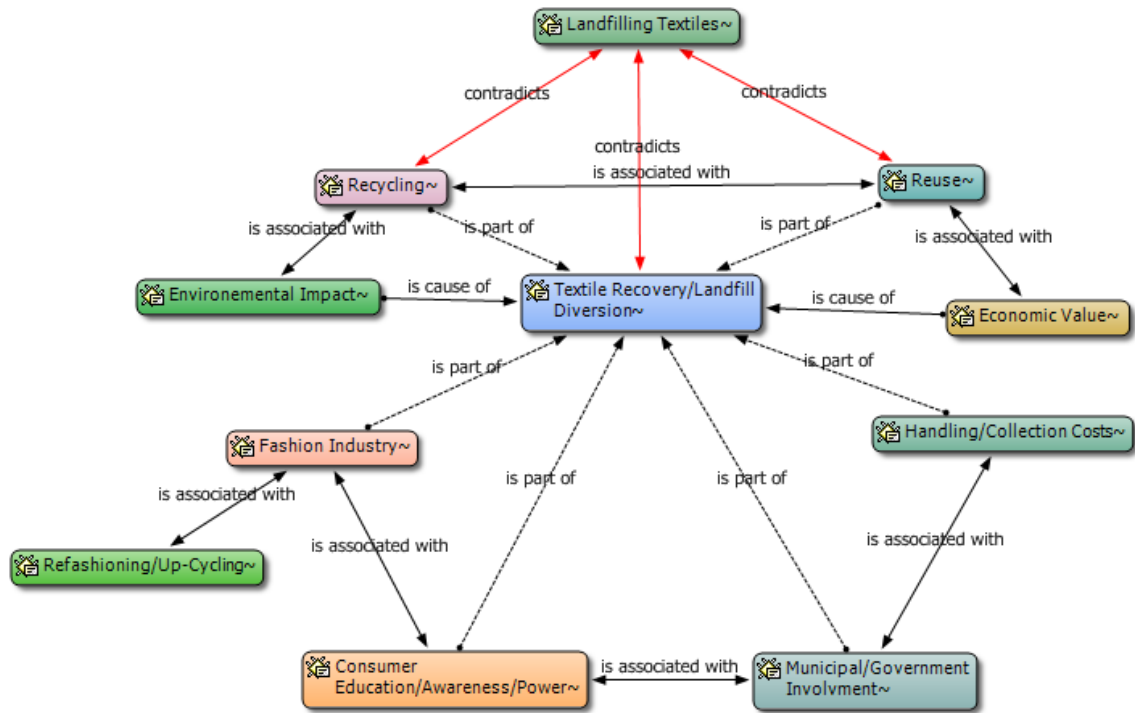 Landfilling Textiles~
contradicts
contradicts
contradicts
is associated with
Recycling~
Reuse~
is associated with
is part of
is part of
is associated with
Environemental Impact~
is cause of
Textile Recovery/Landfill
Diversion~
is cause of
Economic Value~
is part of
is part of
Fashion Industry~
Handling/Collection Costs~
is part of
is part of
is associated with
is associated with
is associated with
Refashioning/Up-Cycling~
Consumer
Education/Awareness/Power~
is associated with
Municipal/Government
Involvment~